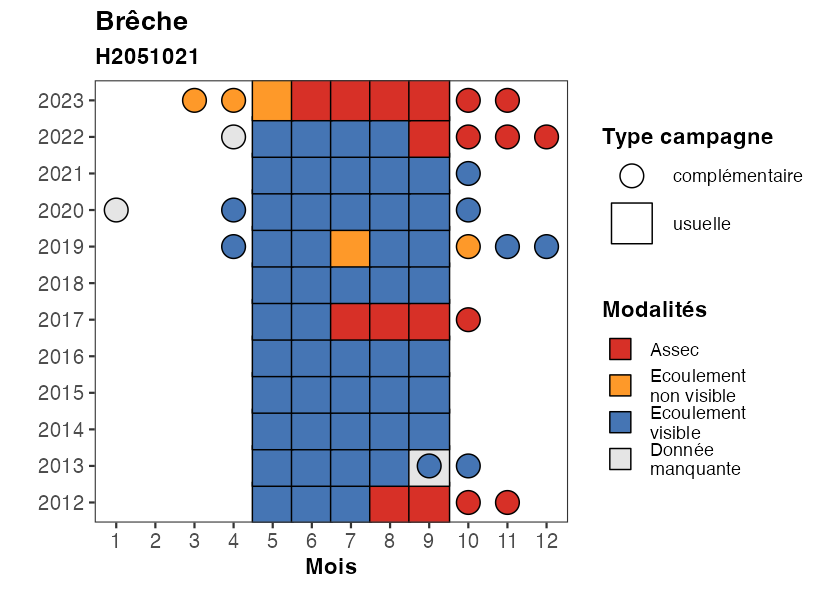 Brêche
H2051021
2023
2022
2021
2020
2019
2018
2017
2016
2015
2014
2013
2012
1 2 3 4 5 6 7 8 9 10 11 12
Mois
Type campagne
complémentaire
usuelle
Modalités
Assec
Ecoulement
non visible
Ecoulement
visible
Donnée
manquante